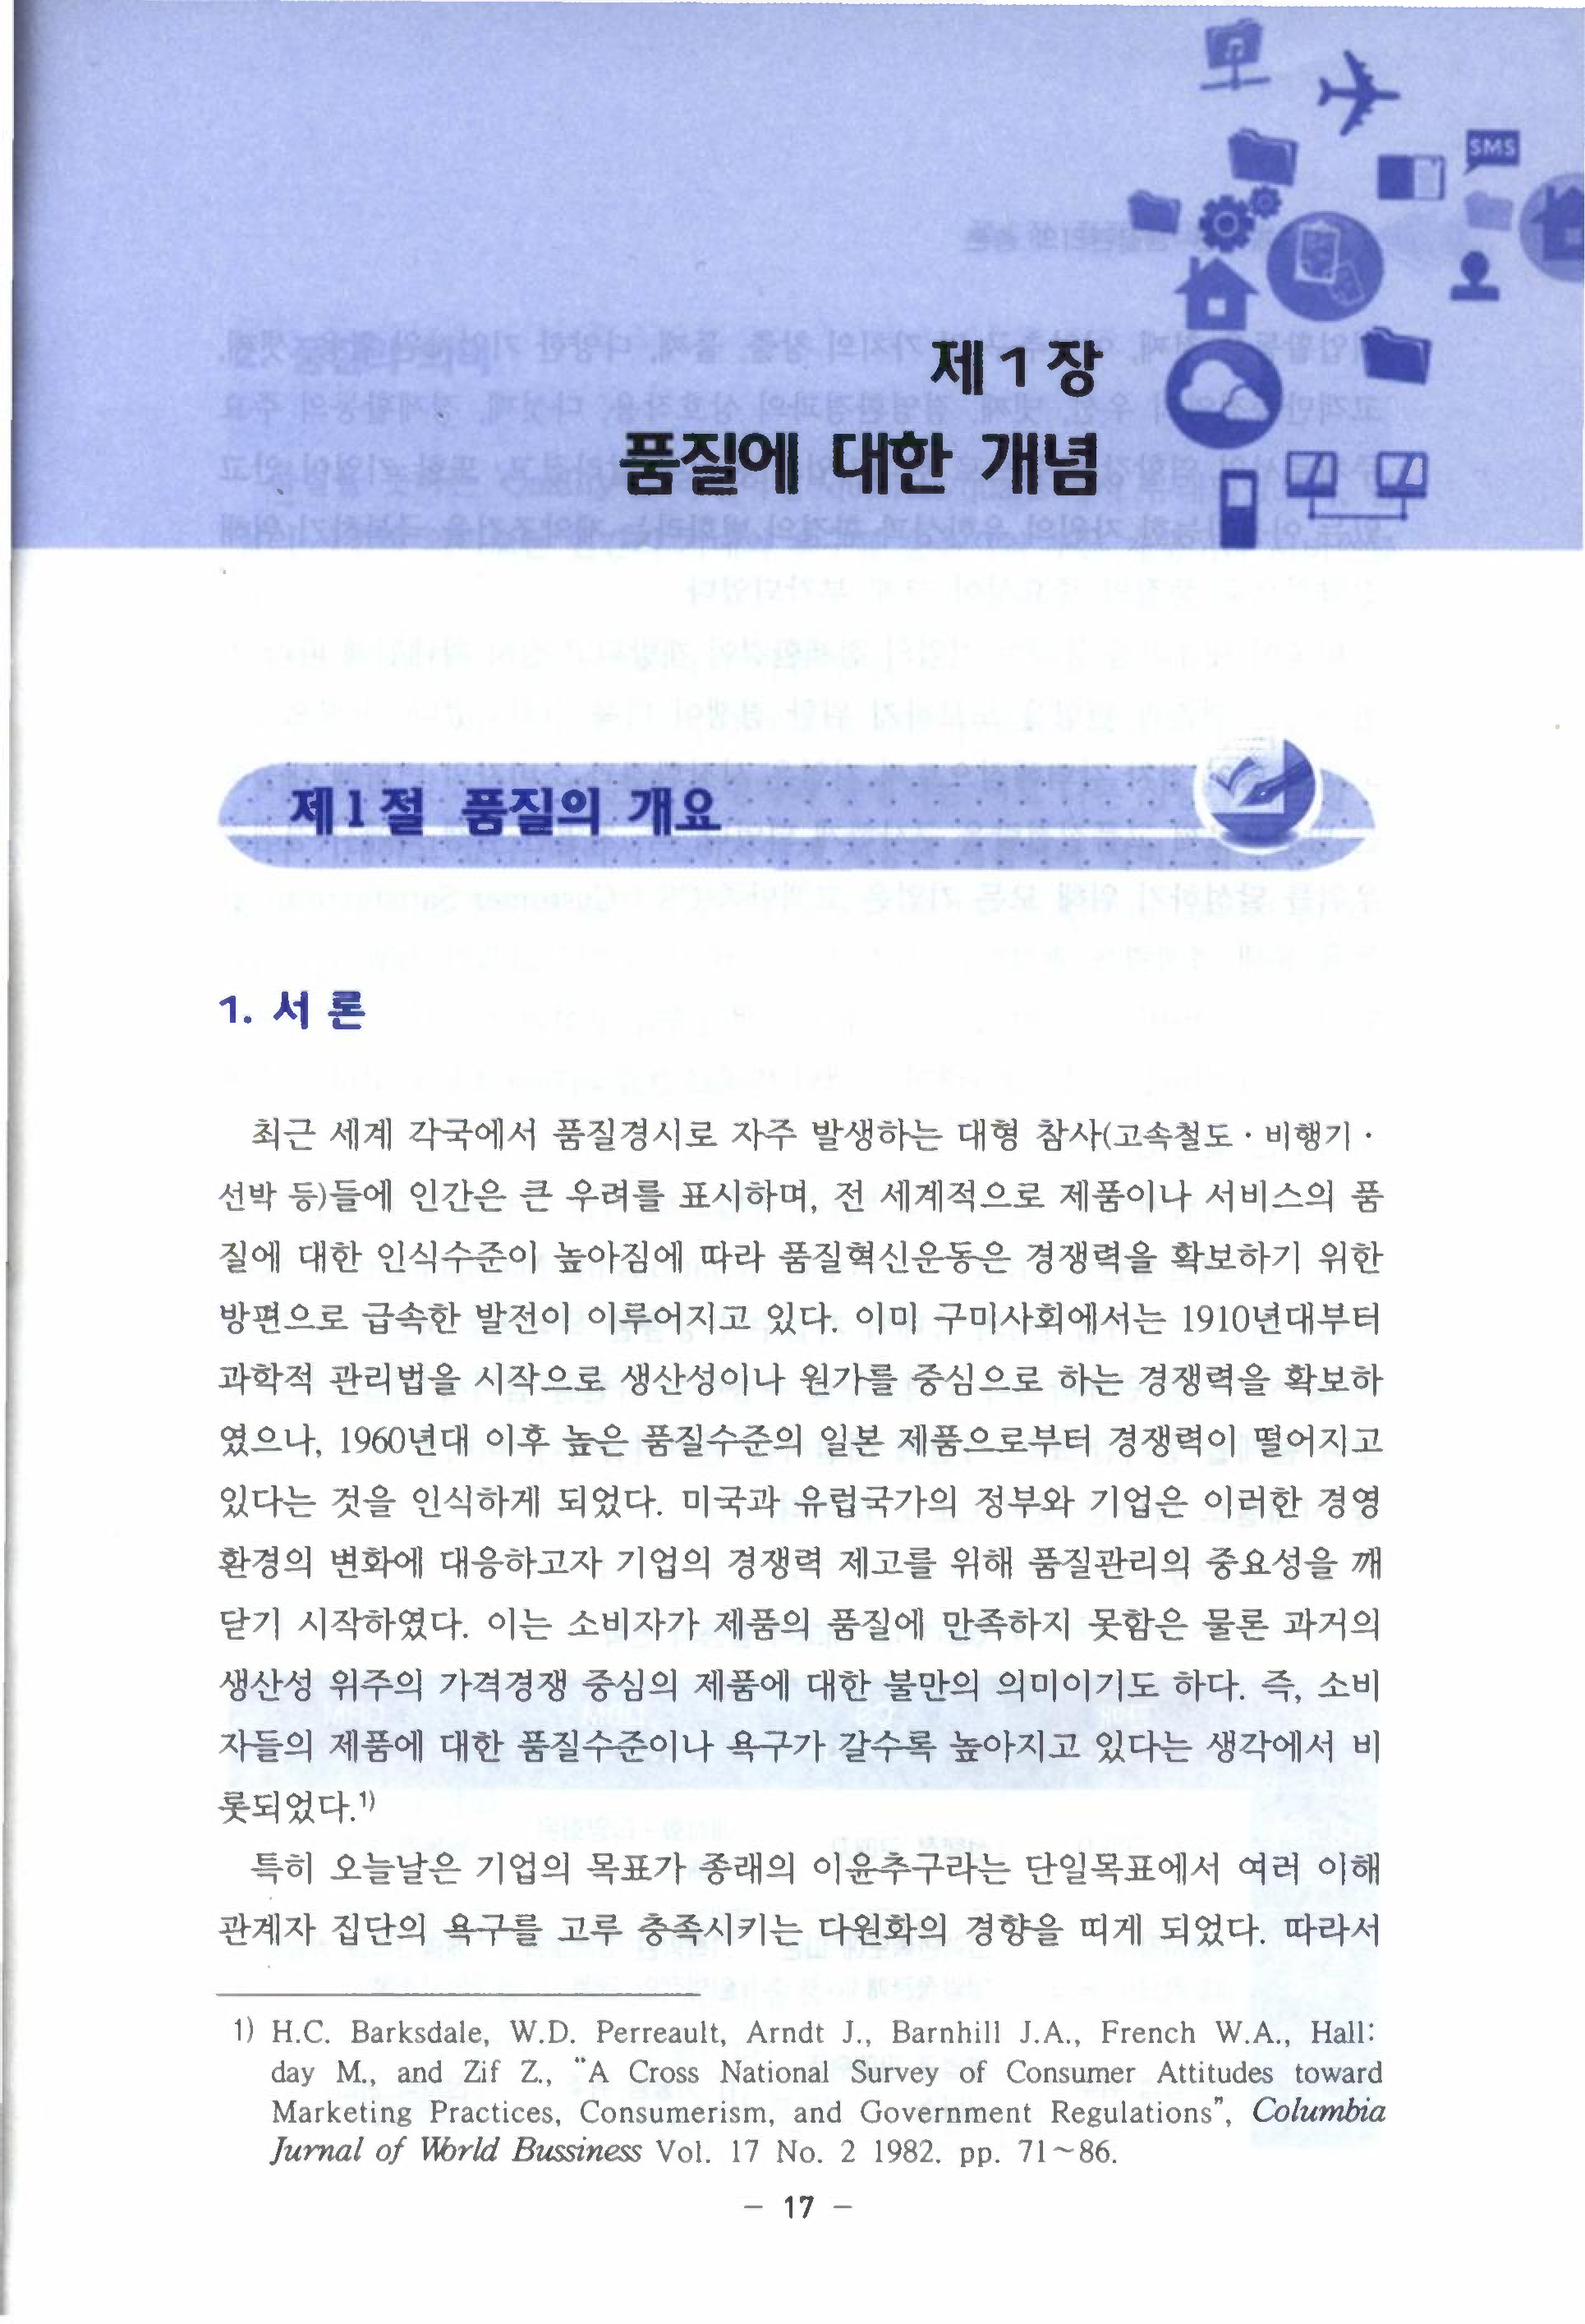 SMS
제1장
품질에 대한 개념
제1절 품질의 개요
1. 서 론
최근 세계 각국에서 품질경시로 자주 발생하는 대형 참사(고속철도 · 비행기 ·
선박 등)들에 인간은 큰 우려를 표시하며, 전 세계적으로 제품이나 서비스의 품
질에 대한 인식수준이 높아짐에 따라 품질혁신운동은 경쟁력을 확보하기 위한
방편으로 급속한 발전이 이루어지고 있다. 이미 구미사회에서는 1910년대부터
과학적 관리법을 시작으로 생산성이나 원가를 중심으로 하는 경쟁력을 확보하
였으나, 1960년대 이후 높은 품질수준의 일본 제품으로부터 경쟁력이 떨어지고
있다는 것을 인식하게 되었다. 미국과 유럽국가의 정부와 기업은 이러한 경영
환경의 변화에 대응하고자 기업의 경쟁력 제고를 위해 품질관리의 중요성을 깨
닫기 시작하였다. 이는 소비자가 제품의 품질에 만족하지 못함은 물론 과거의
생산성 위주의 가격경쟁 중심의 제품에 대한 불만의 의미이기도 하다. 즉, 소비
자들의 제품에 대한 품질수준이나 욕구가 갈수록 높아지고 있다는 생각에서 비
롯되었다.1)
특히 오늘날은 기업의 목표가 종래의 이윤추구라는 단일목표에서 여러 이해
관계자 집단의 욕구를 고루 충족시키는 다원화의 경향을 띠게 되었다. 따라서
1) H.C. Barksdale, W.D. Perreault, Arndt J., Barnhill J.A., French W.A., Hall:
day M., and Zif Z., "A Cross National Survey of Consumer Attitudes toward
Marketing Practices, Consumerism, and Government Regulations", Columbia
Jurnal of World Bussiness Vol. 17 No. 2 1982. pp. 71~86.
- 17 -